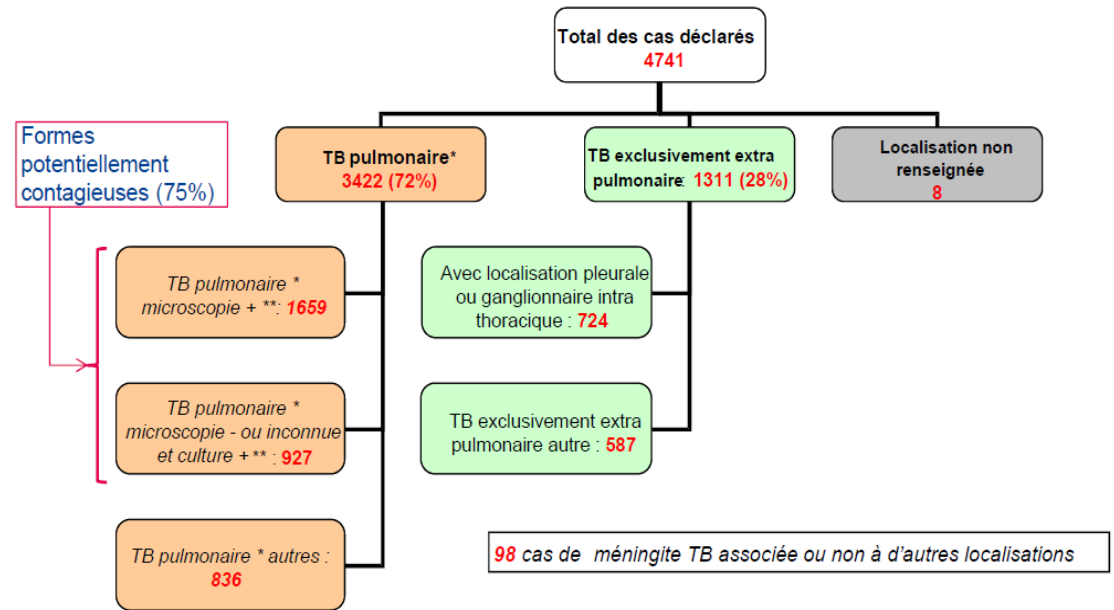 Total des cas déclarés
4741
Formes
potentiellement
contagieuses (75%)
TB pulmonaire*
3422 (72%)
TB exclusivement extra
pulmonaire: 1311 (28%)
Localisation non
renseignée
8
TB pulmonaire *
microscopie + **: 1659
Avec localisation pleurale
ou ganglionnaire intra
thoracique : 724
TB pulmonaire *
microscopie - ou inconnue
et culture + ** : 927
TB exclusivement extra
pulmonaire autre : 587
TB pulmonaire * autres :
836
98 cas de méningite TB associée ou non à d'autres localisations